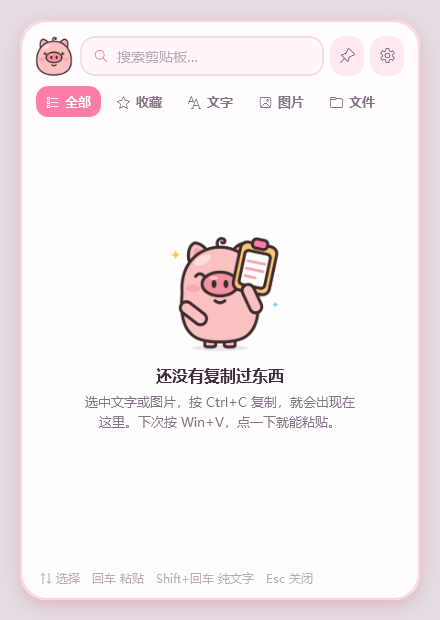 搜索剪贴板...
全部 收藏 文字 图片 文件
还没有复制过东西
选中文字或图片，按 Ctrl+C 复制，就会出现在
这里。下次按 Win+V，点一下就能粘贴。
↑↓ 选择 回车 粘贴 Shift+回车 纯文字 Esc 关闭